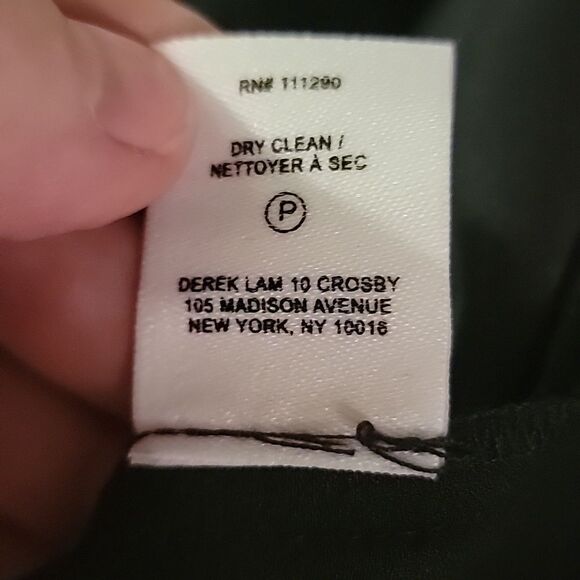 RN# 111290
DRY CLEAN /
NETTOYER À SEC
P
DEREK LAM 10 CROSBY
105 MADISON AVENUE
NEW YORK, NY 10016